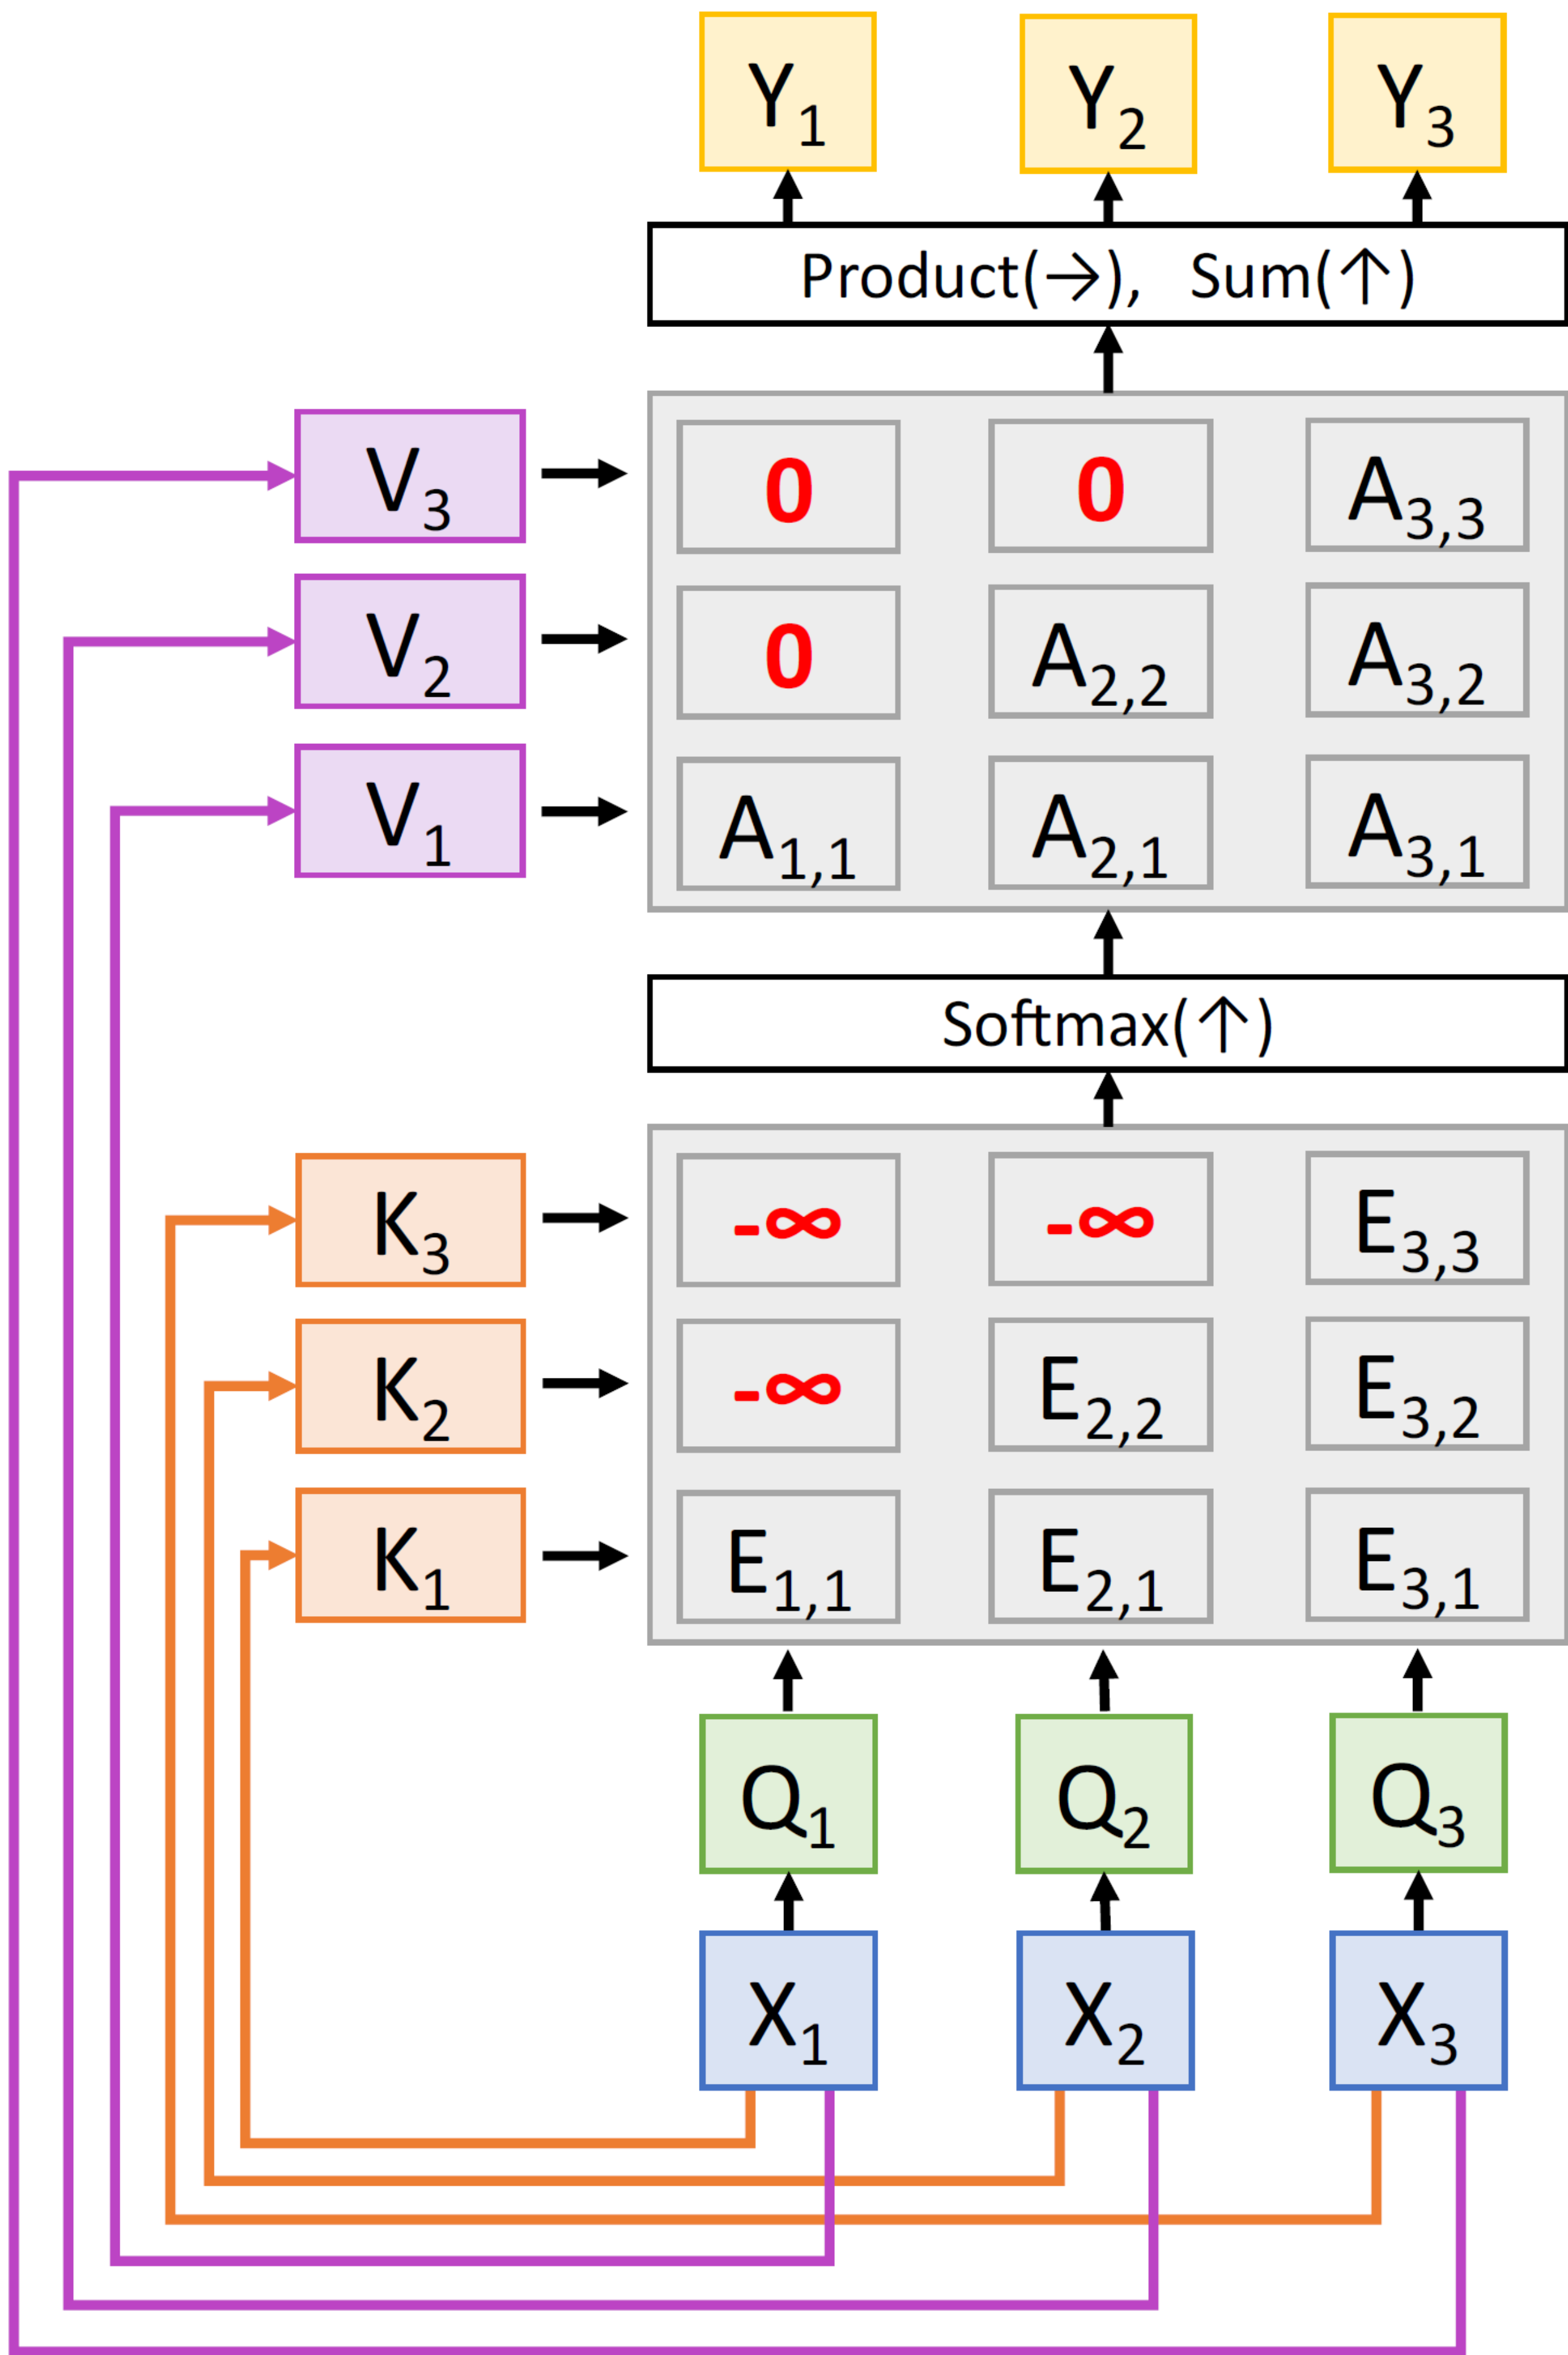 Y1 Y2 Y3
Product(→), Sum(↑)
V3 0 0 A3,3
V2 0 A2,2 A3,2
V1 A1,1 A2,1 A3,1
Softmax(↑)
K3 -∞ -∞ E3,3
K2 -∞ E2,2 E3,2
K1 E1,1 E2,1 E3,1
Q1 Q2 Q3
X1 X2 X3